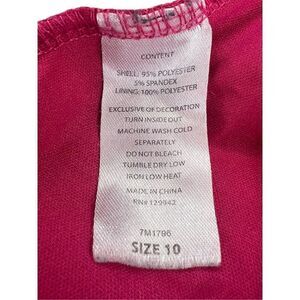 CONTENT
SHELL: 95% POLYESTER
5% SPANDEX
LINING: 100% POLYESTER
EXCLUSIVE OF DECORATION
TURN INSIDE OUT
MACHINE WASH COLD
SEPARATELY
DO NOT BLEACH
TUMBLE DRY LOW
IRON LOW HEAT
MADE IN CHINA
RN# 129942
7M1796
SIZE 10